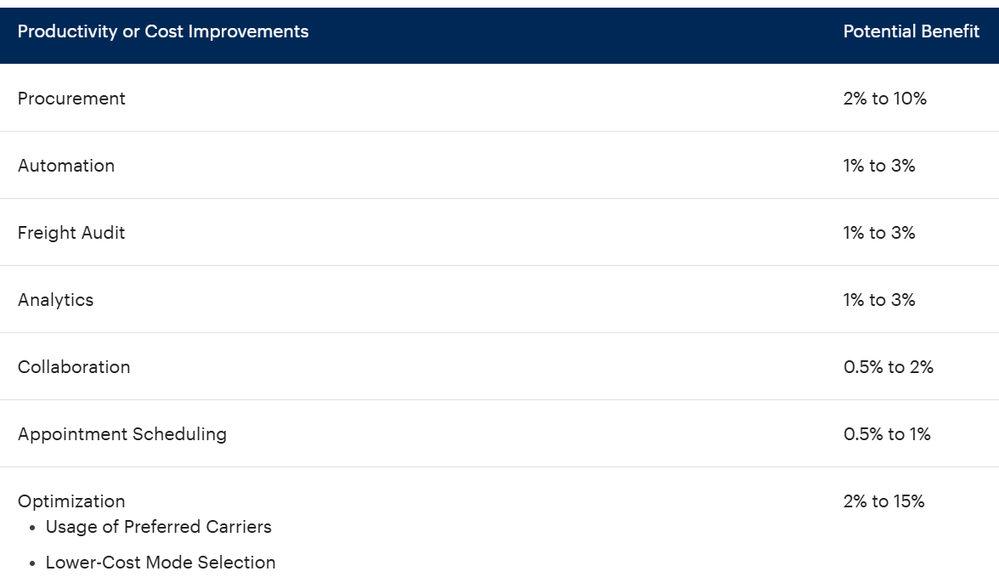 Productivity or Cost Improvements Potential Benefit
Procurement 2% to 10%
Automation 1% to 3%
Freight Audit 1% to 3%
Analytics 1% to 3%
Collaboration 0.5% to 2%
Appointment Scheduling 0.5% to 1%
Optimization 2% to 15%
• Usage of Preferred Carriers
• Lower-Cost Mode Selection